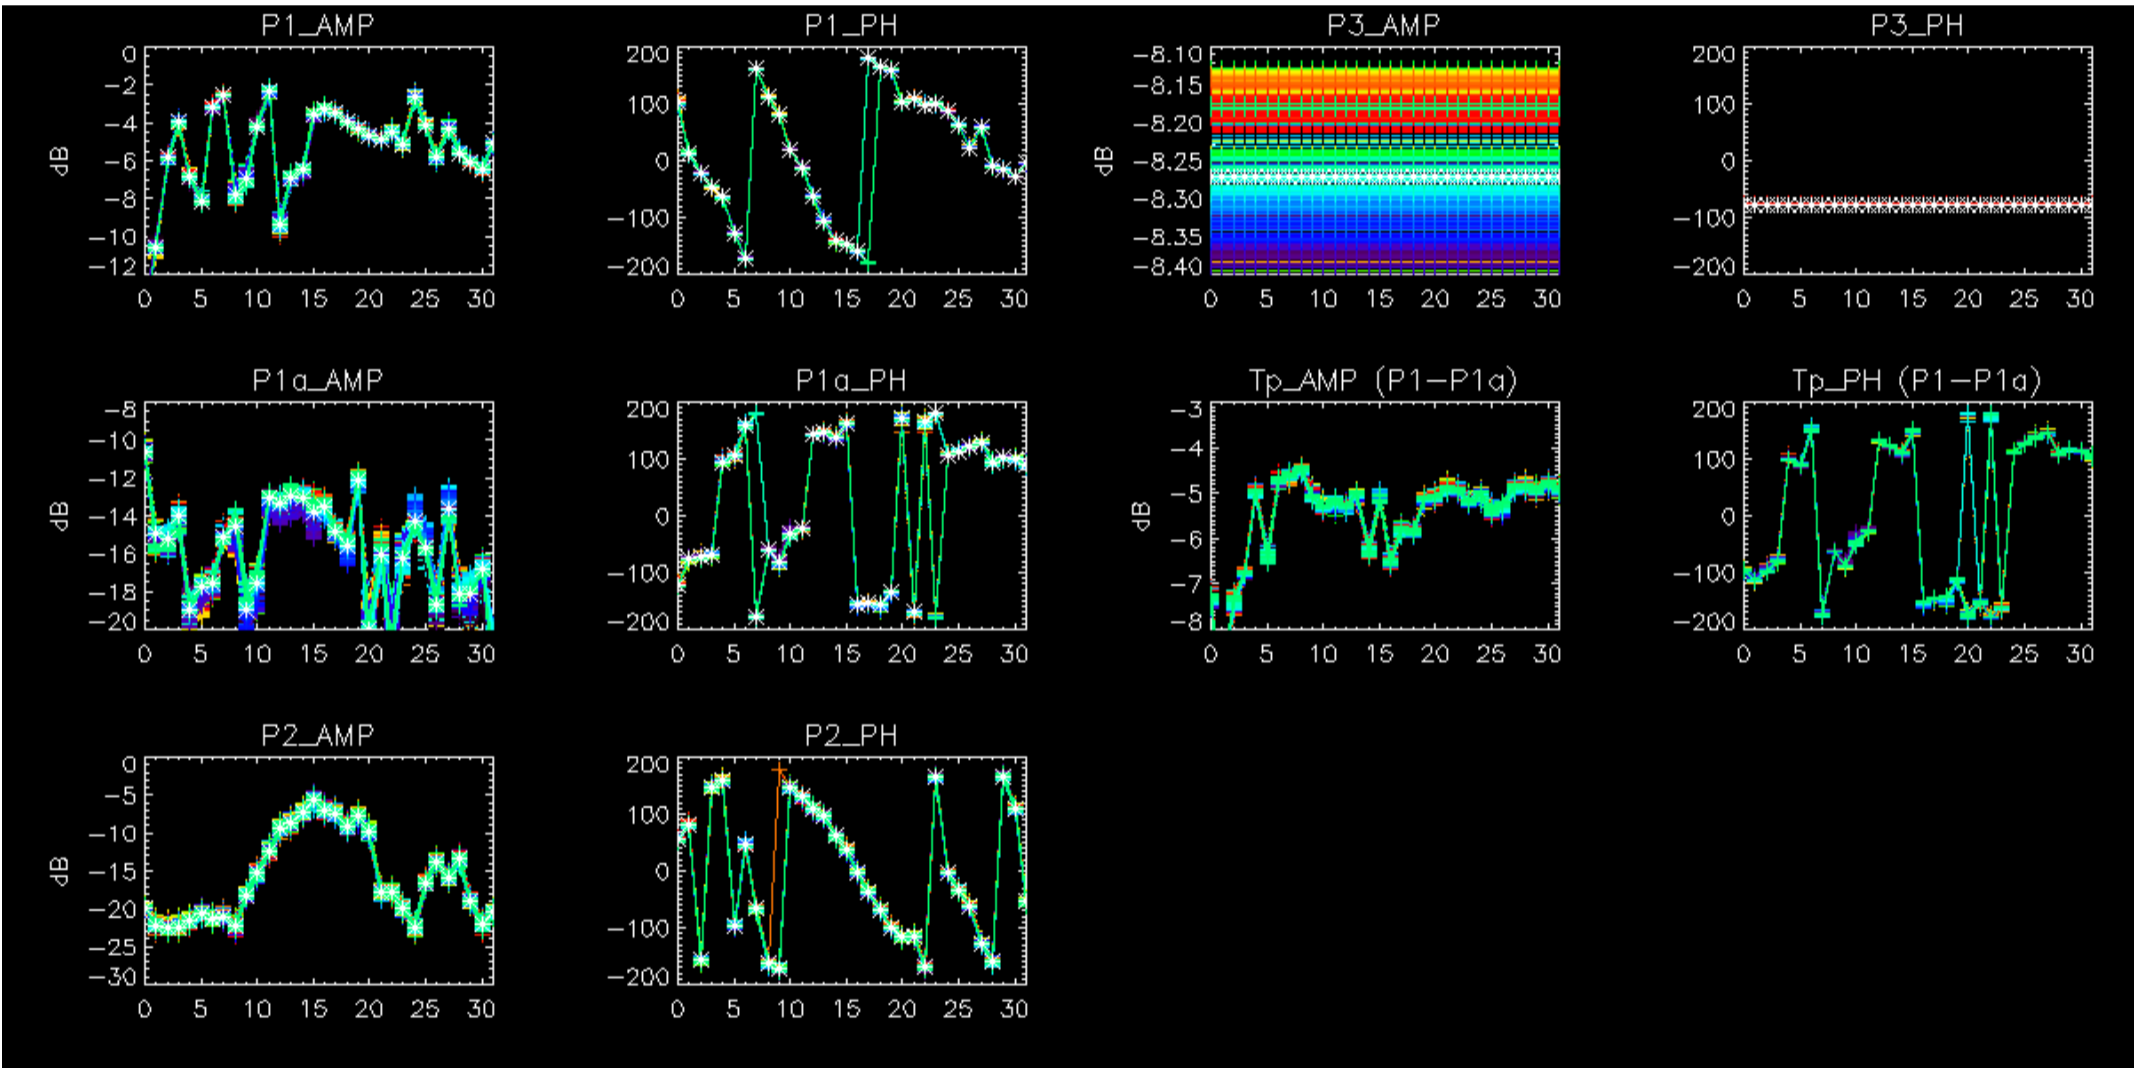 P1_AMP P1_PH P3_AMP P3_PH
dB 0 −2 −4 −6 −8 −10 −12
200 100 0 −100 −200
dB −8.10 −8.15 −8.20 −8.25 −8.30 −8.35 −8.40
200 100 0 −100 −200
0 5 10 15 20 25 30 0 5 10 15 20 25 30 0 5 10 15 20 25 30 0 5 10 15 20 25 30
P1a_AMP P1a_PH Tp_AMP (P1−P1a) Tp_PH (P1−P1a)
dB −8 −10 −12 −14 −16 −18 −20
200 100 0 −100 −200
dB −3 −4 −5 −6 −7 −8
200 100 0 −100 −200
0 5 10 15 20 25 30 0 5 10 15 20 25 30 0 5 10 15 20 25 30 0 5 10 15 20 25 30
P2_AMP P2_PH
dB 0 −5 −10 −15 −20 −25 −30
200 100 0 −100 −200
0 5 10 15 20 25 30 0 5 10 15 20 25 30